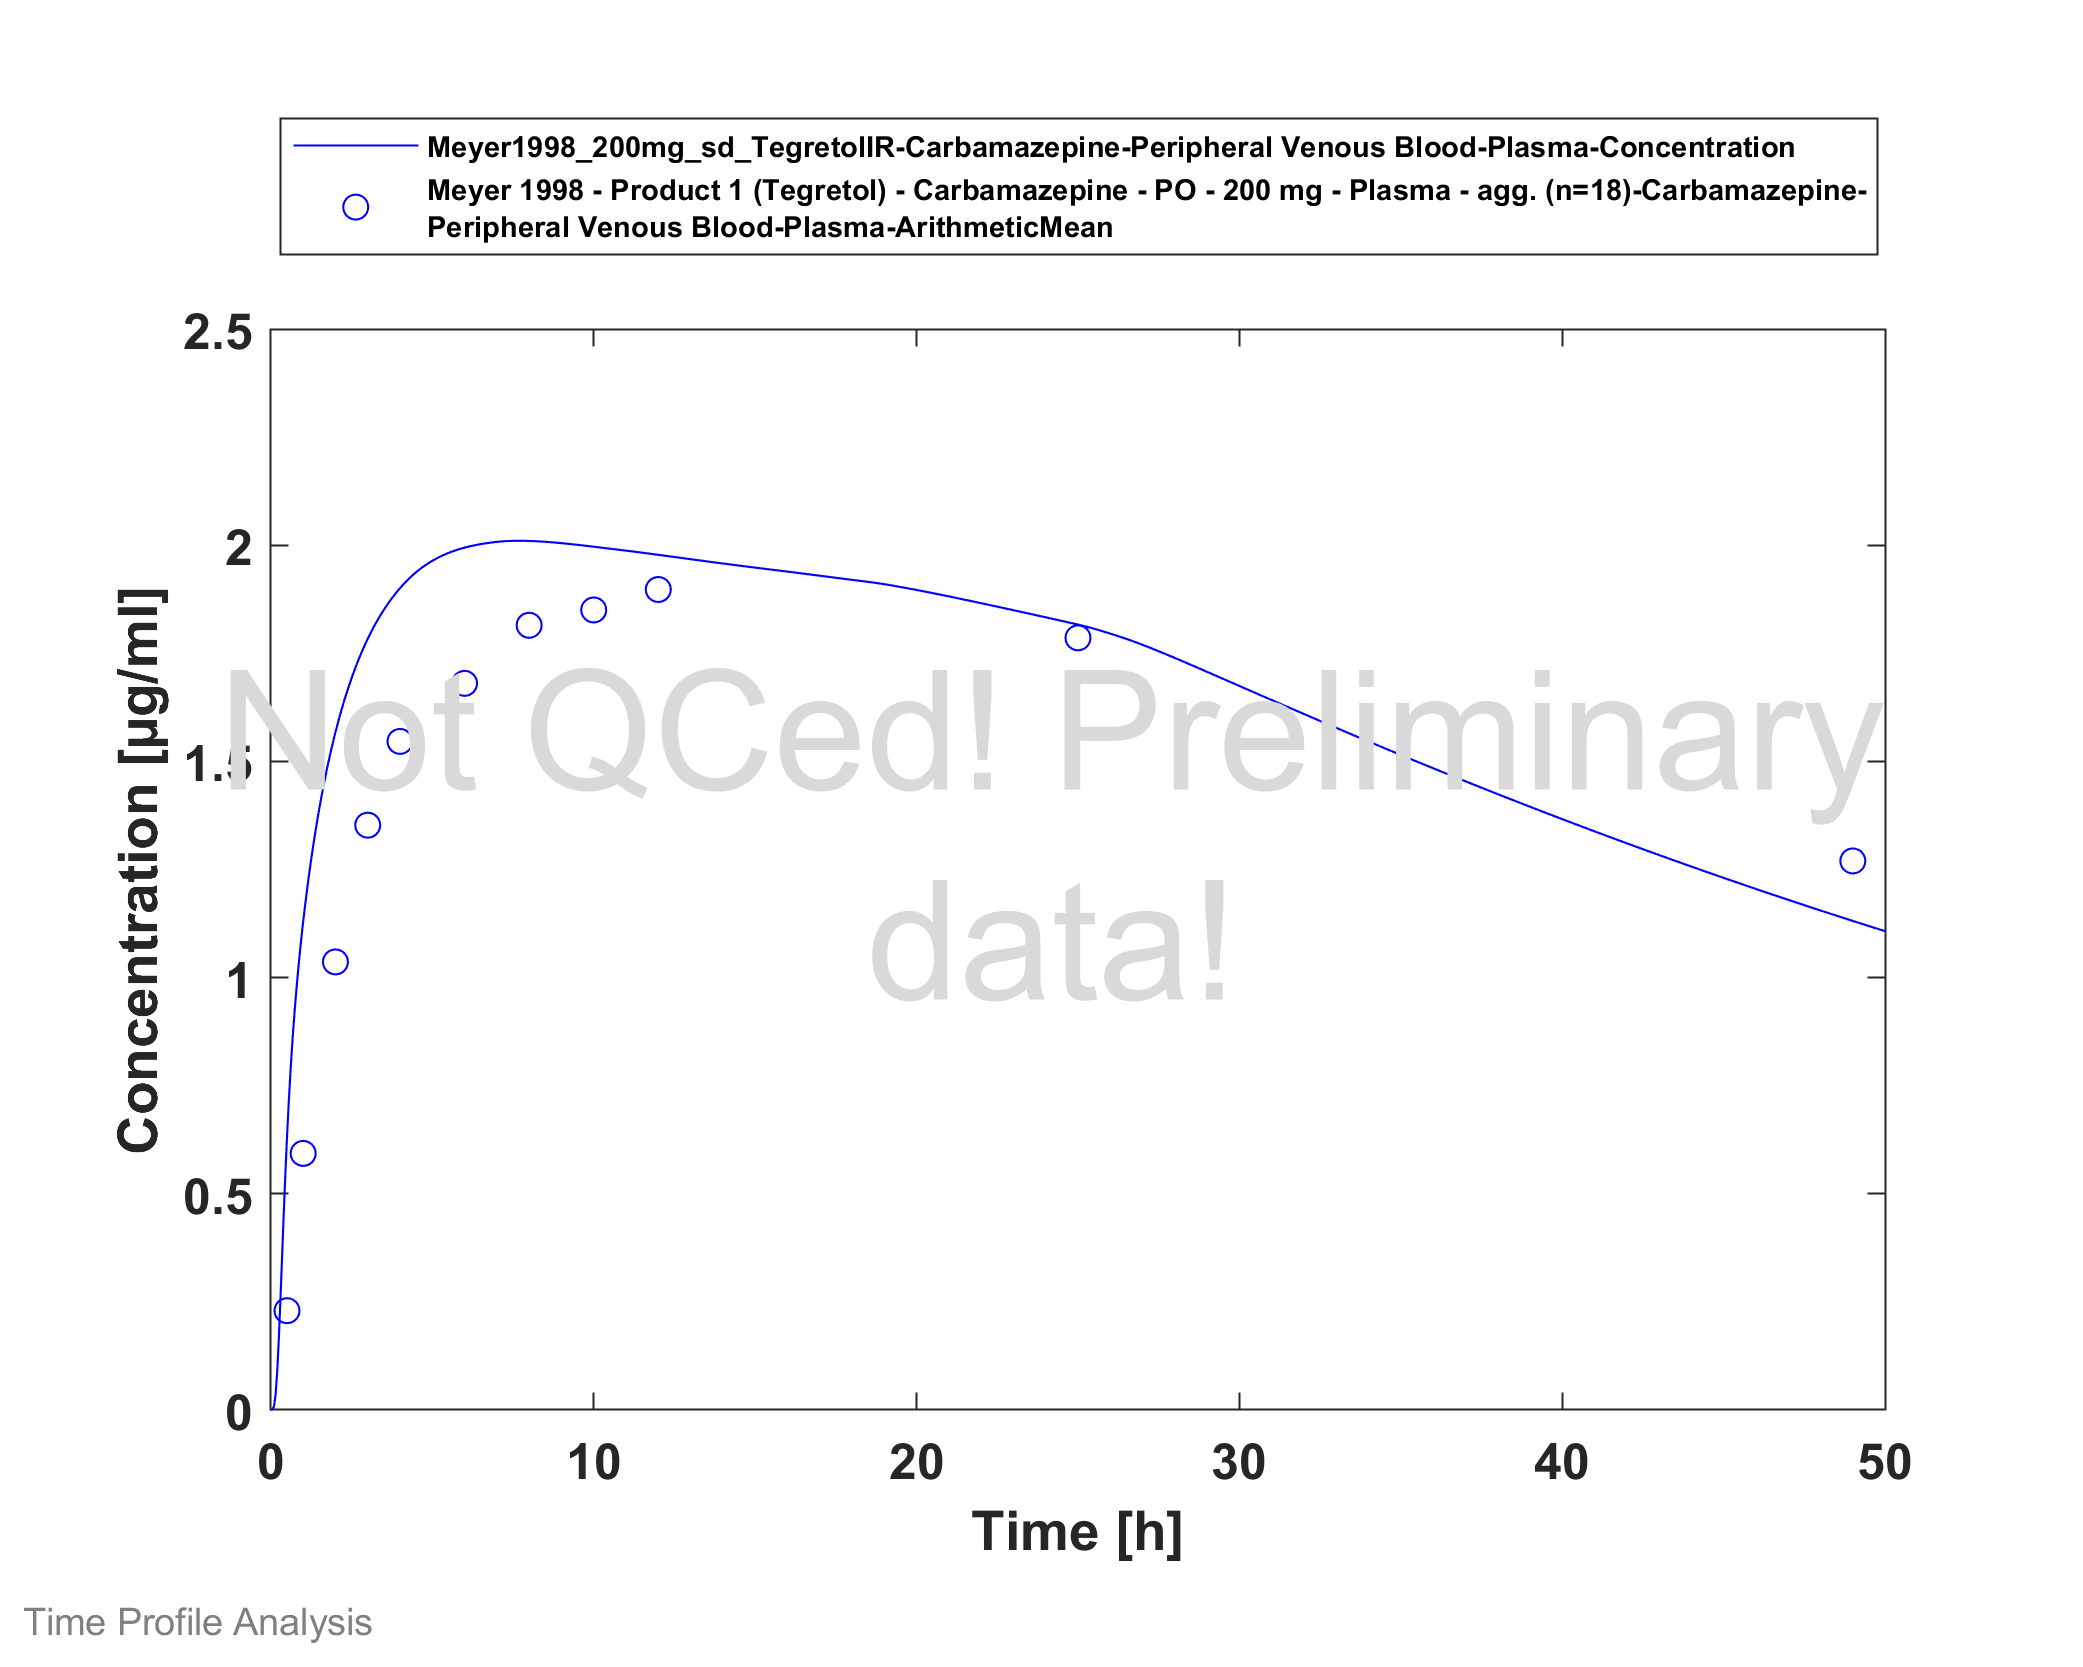 Meyer1998_200mg_sd_TegretolIR-Carbamazepine-Peripheral Venous Blood-Plasma-Concentration
Meyer 1998 - Product 1 (Tegretol) - Carbamazepine - PO - 200 mg - Plasma - agg. (n=18)-Carbamazepine-
Peripheral Venous Blood-Plasma-ArithmeticMean
2.5
2
1.5
1
0.5
0
Concentration [µg/ml]
Not QCed! Preliminary
data!
0 10 20 30 40 50
Time [h]
Time Profile Analysis